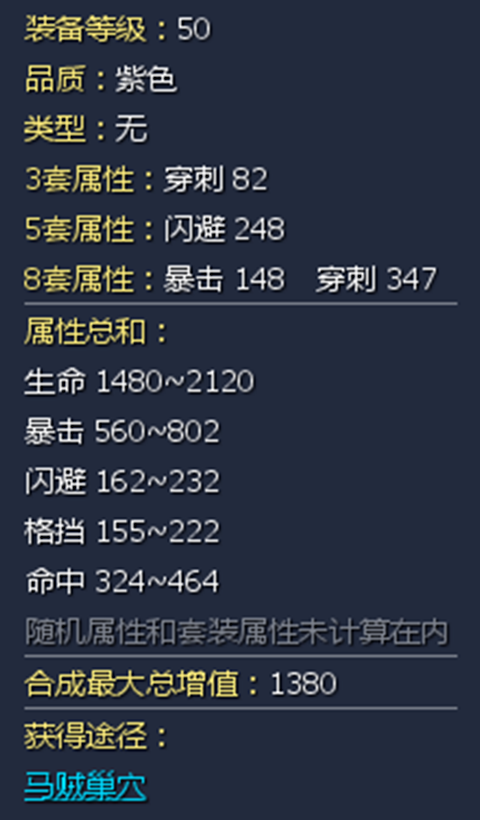 装备等级：50
品质：紫色
类型：无
3套属性：穿刺 82
5套属性：闪避 248
8套属性：暴击 148　穿刺 347
属性总和：
生命 1480~2120
暴击 560~802
闪避 162~232
格挡 155~222
命中 324~464
随机属性和套装属性未计算在内
合成最大总增值：1380
获得途径：
马贼巢穴